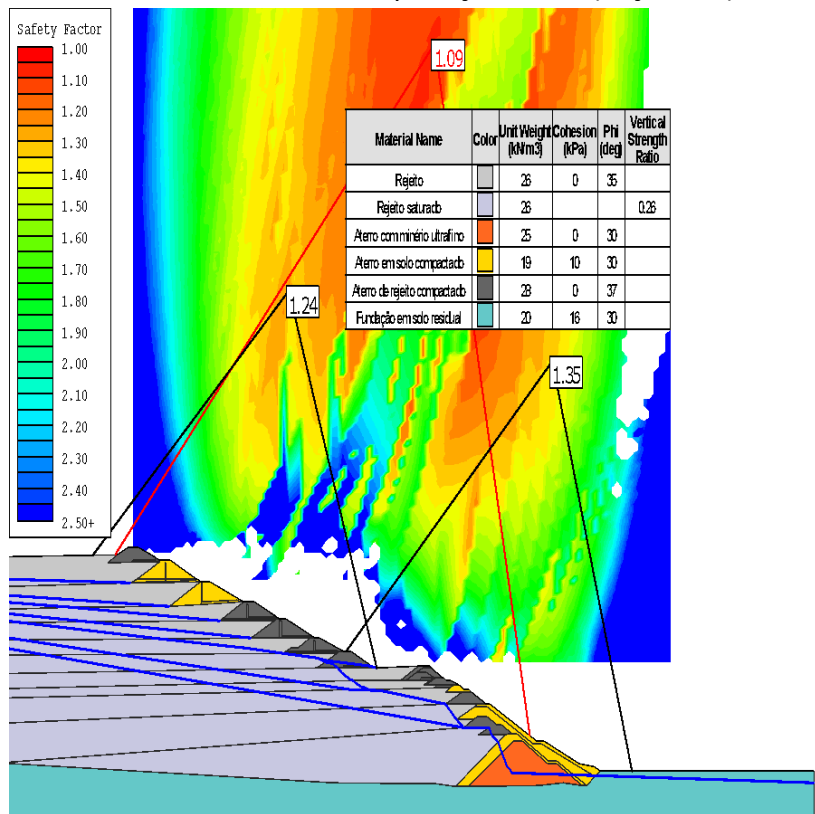 Safety Factor
1.00
1.10
1.20
1.30
1.40
1.50
1.60
1.70
1.80
1.90
2.00
2.10
2.20
2.30
2.40
2.50+
1.09
Material Name Color Unit Weight (kN/m3) Cohesion (kPa) Phi (deg) Vertical Strength Ratio
Rejeito 26 0 35
Rejeito saturado 26 0.26
Aterro com minério ultrafino 25 0 30
Aterro em solo compactado 19 10 30
Aterro de rejeito compactado 28 0 37
Fundação em solo residual 20 16 30
1.24
1.35